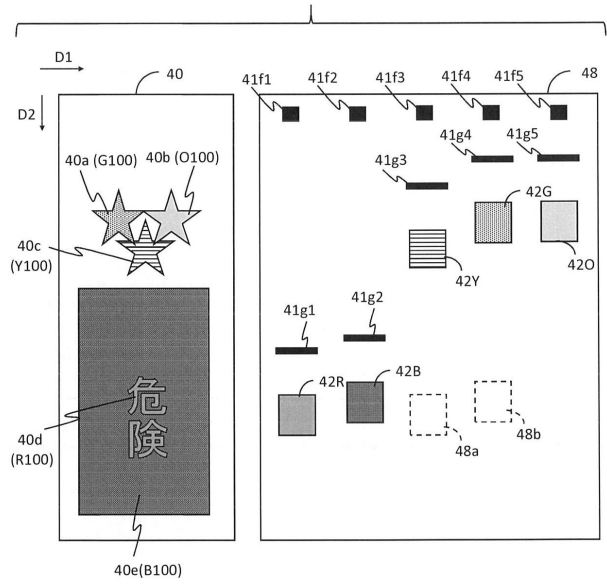 D1
40
41f1
41f2
41f3
41f4
41f5
48
D2
40a (G100)
40b (O100)
41g3
41g4
41g5
42G
40c
(Y100)
42Y
42O
41g1
41g2
42R
42B
危
険
40d
(R100)
48a
48b
40e(B100)